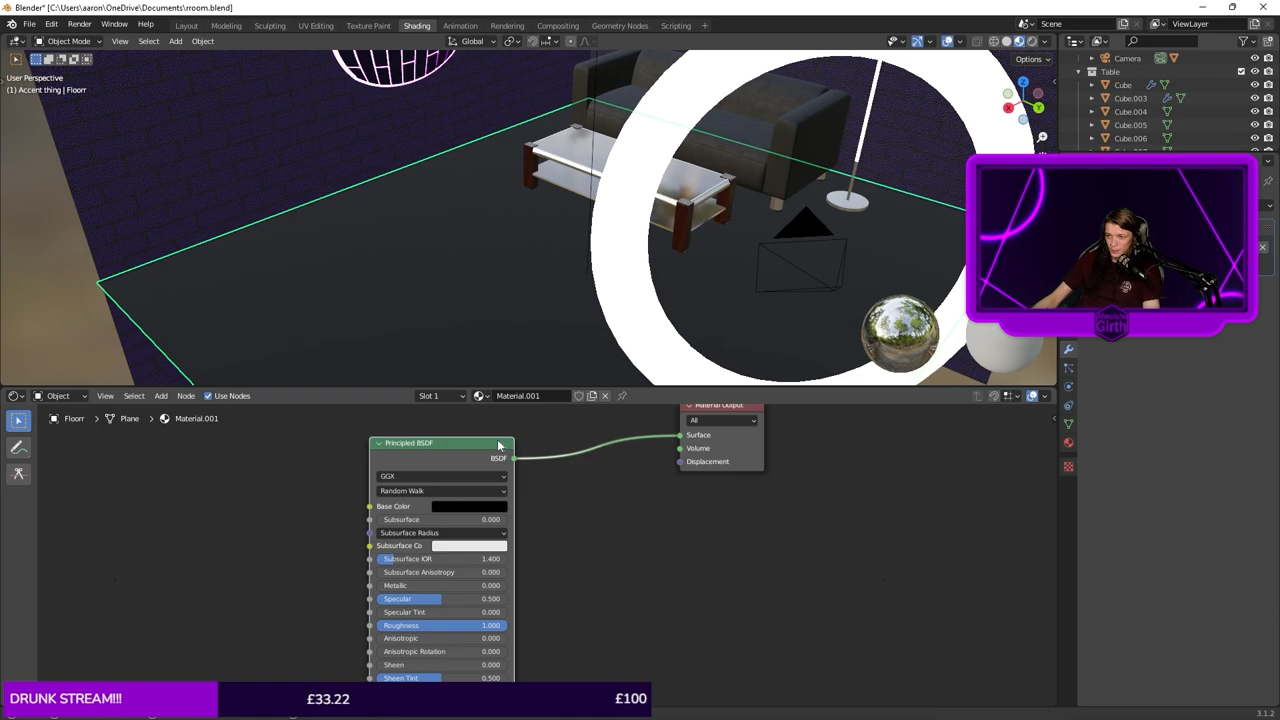 Blender* [C:\Users\aaron\OneDrive\Documents\rroom.blend]
File Edit Render Window Help Layout Modeling Sculpting UV Editing Texture Paint Shading Animation Rendering Compositing Geometry Nodes Scripting + Scene ViewLayer
Object Mode View Select Add Object Global Options
User Perspective
(1) Accent thing | Floorr
Z
Y
X
Camera
Table
Cube
Cube.003
Cube.004
Cube.005
Cube.006
Absolute
Girth
Object View Select Add Node Use Nodes Slot 1 Material.001
Floorr > Plane > Material.001
Material Output
All
Surface
Volume
Displacement
Principled BSDF
BSDF
GGX
Random Walk
Base Color
Subsurface 0.000
Subsurface Radius
Subsurface Co
Subsurface IOR 1.400
Subsurface Anisotropy 0.000
Metallic 0.000
Specular 0.500
Specular Tint 0.000
Roughness 1.000
Anisotropic 0.000
Anisotropic Rotation 0.000
Sheen 0.000
Sheen Tint 0.500
DRUNK STREAM!!! £33.22 £100
3.1.2